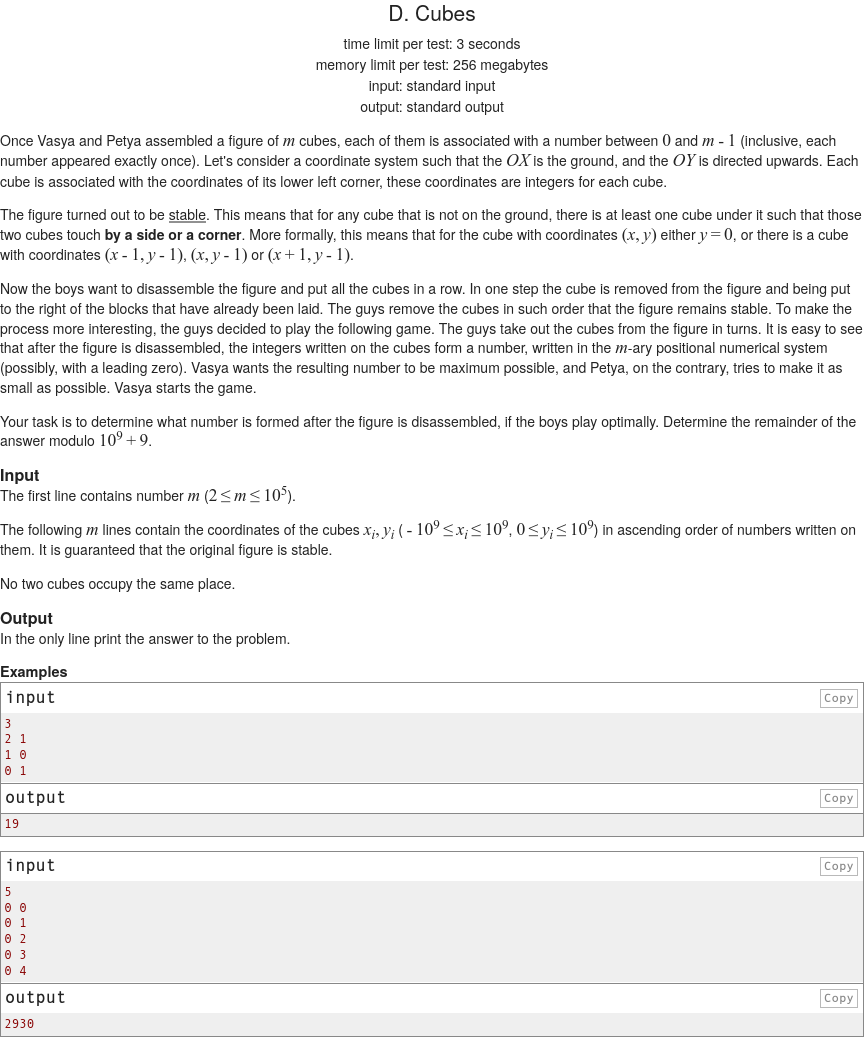 D. Cubes
time limit per test: 3 seconds
memory limit per test: 256 megabytes
input: standard input
output: standard output
Once Vasya and Petya assembled a figure of m cubes, each of them is associated with a number between 0 and m - 1 (inclusive, each
number appeared exactly once). Let's consider a coordinate system such that the OX is the ground, and the OY is directed upwards. Each
cube is associated with the coordinates of its lower left corner, these coordinates are integers for each cube.
The figure turned out to be stable. This means that for any cube that is not on the ground, there is at least one cube under it such that those
two cubes touch by a side or a corner. More formally, this means that for the cube with coordinates (x, y) either y = 0, or there is a cube
with coordinates (x - 1, y - 1), (x, y - 1) or (x + 1, y - 1).
Now the boys want to disassemble the figure and put all the cubes in a row. In one step the cube is removed from the figure and being put
to the right of the blocks that have already been laid. The guys remove the cubes in such order that the figure remains stable. To make the
process more interesting, the guys decided to play the following game. The guys take out the cubes from the figure in turns. It is easy to see
that after the figure is disassembled, the integers written on the cubes form a number, written in the m-ary positional numerical system
(possibly, with a leading zero). Vasya wants the resulting number to be maximum possible, and Petya, on the contrary, tries to make it as
small as possible. Vasya starts the game.
Your task is to determine what number is formed after the figure is disassembled, if the boys play optimally. Determine the remainder of the
answer modulo 10⁹ + 9.
Input
The first line contains number m (2 ≤ m ≤ 10⁵).
The following m lines contain the coordinates of the cubes xᵢ, yᵢ ( - 10⁹ ≤ xᵢ ≤ 10⁹, 0 ≤ yᵢ ≤ 10⁹) in ascending order of numbers written on
them. It is guaranteed that the original figure is stable.
No two cubes occupy the same place.
Output
In the only line print the answer to the problem.
Examples
input Copy
3
2 1
1 0
0 1
output Copy
19
input Copy
5
0 0
0 1
0 2
0 3
0 4
output Copy
2930